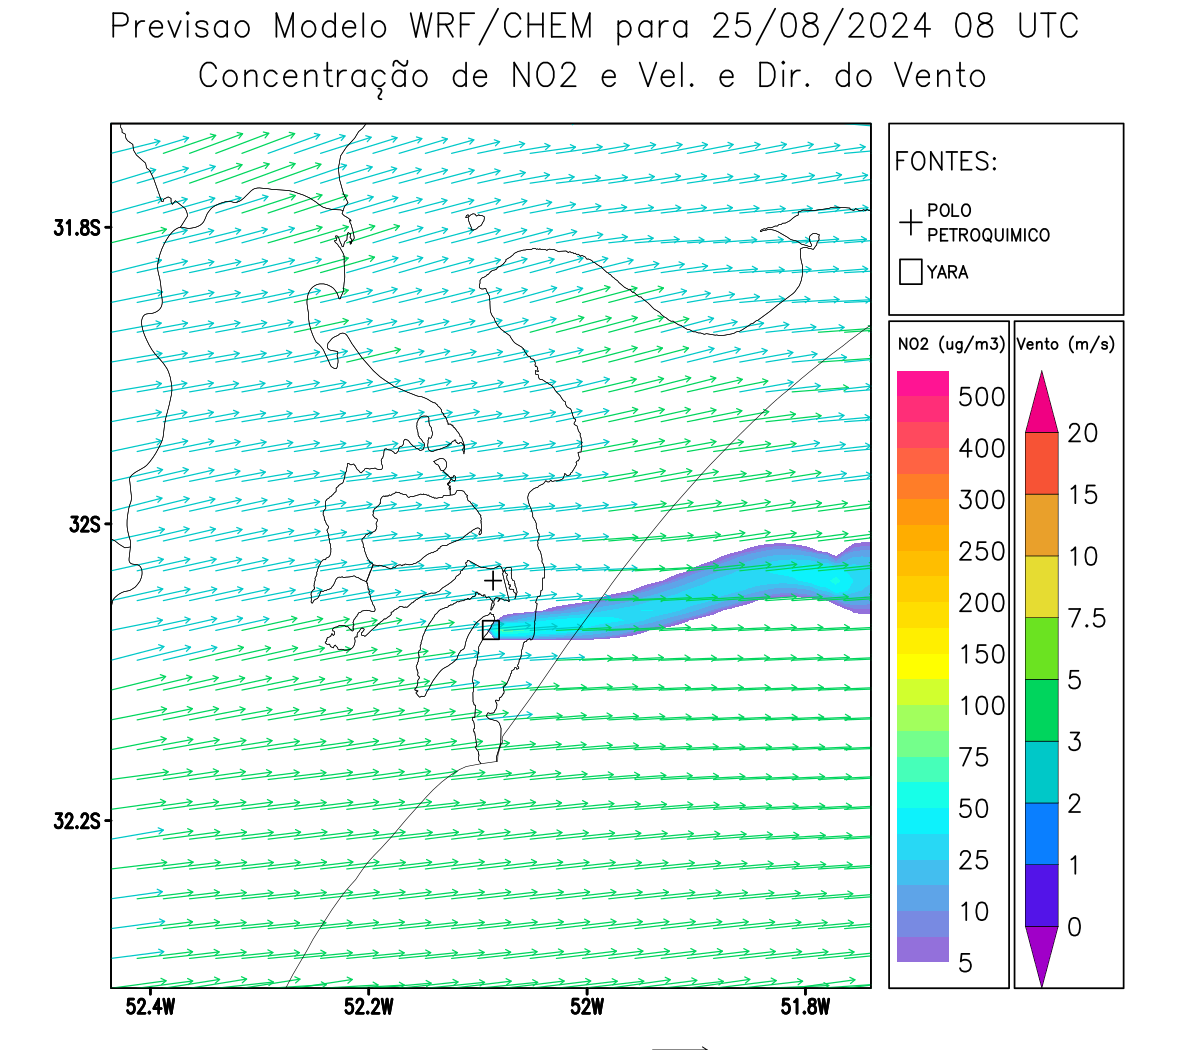 Previsao Modelo WRF/CHEM para 25/08/2024 08 UTC
Concentração de NO2 e Vel. e Dir. do Vento
FONTES:
POLO
PETROQUIMICO
YARA
31.8S
32S
32.2S
52.4W
52.2W
52W
51.8W
NO2 (ug/m3)
500
400
300
250
200
150
100
75
50
25
10
5
Vento (m/s)
20
15
10
7.5
5
3
2
1
0